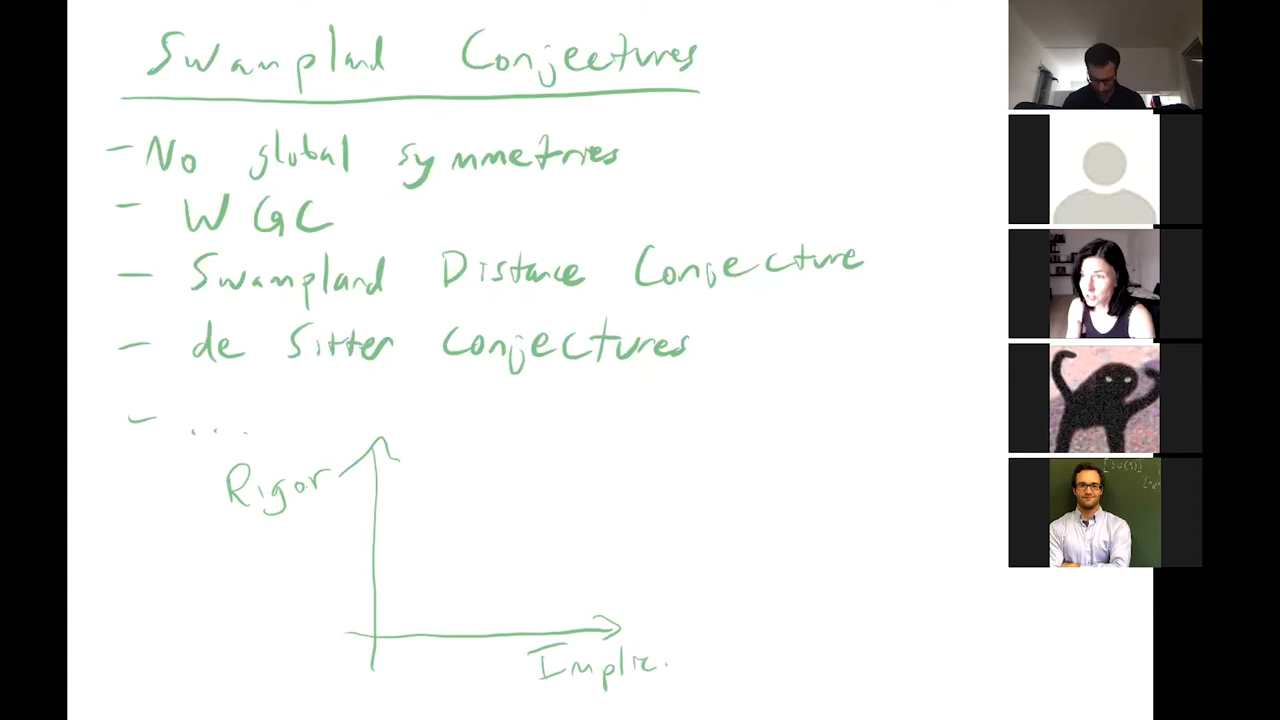 Swampland Conjectures
- No global symmetries
- WGC
- Swampland Distance Conjecture
- de Sitter Conjectures
- ...
Rigor
Implic.